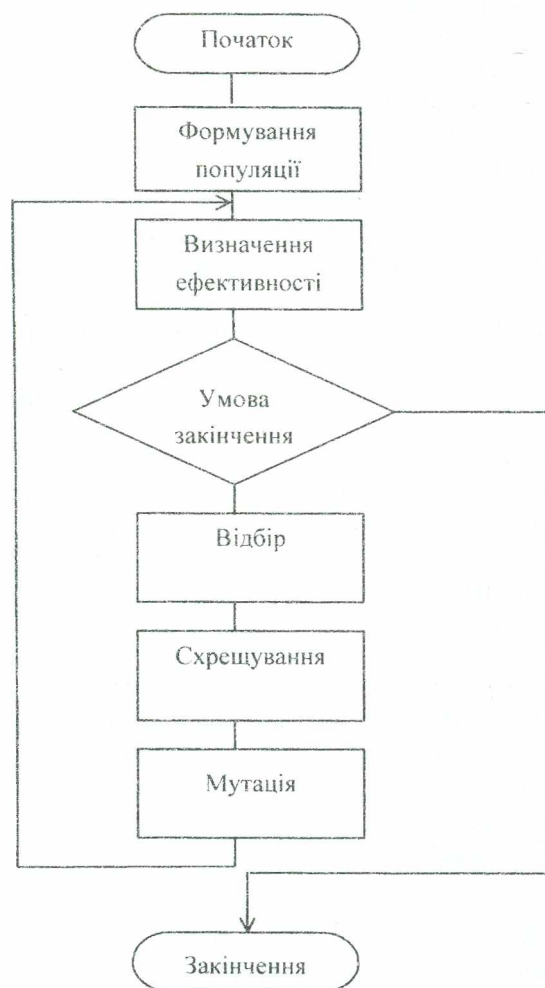 Початок
Формування
популяції
Визначення
ефективності
Умова
закінчення
Відбір
Схрещування
Мутація
Закінчення